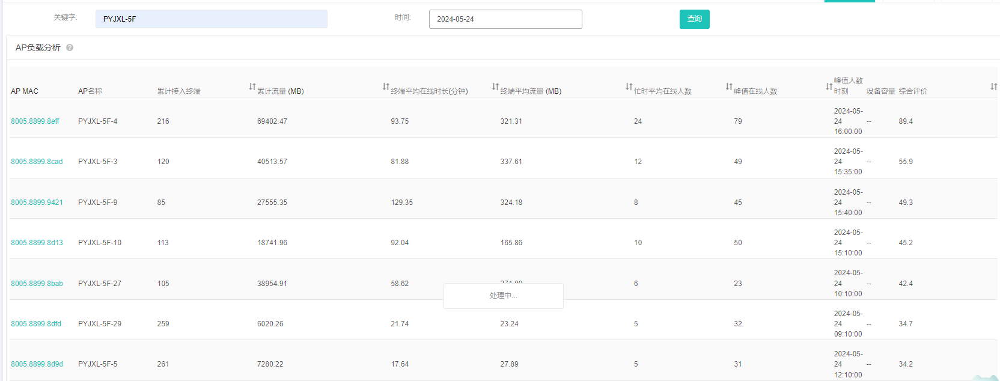 关键字: PYJXL-5F 时间: 2024-05-24 查询
AP负载分析
AP MAC AP名称 累计接入终端 累计流量 (MB) 终端平均在线时长(分钟) 终端平均流量 (MB) 忙时平均在线人数 峰值在线人数 峰值人数
时刻 设备容量 综合评价
8005.8899.8eff PYJXL-5F-4 216 69402.47 93.75 321.31 24 79 2024-05-
24 -- 89.4
16:00:00
8005.8899.8cad PYJXL-5F-3 120 40513.57 81.88 337.61 12 49 2024-05-
24 -- 55.9
15:35:00
8005.8899.9421 PYJXL-5F-9 85 27555.35 129.35 324.18 8 45 2024-05-
24 -- 49.3
15:40:00
8005.8899.8d13 PYJXL-5F-10 113 18741.96 92.04 165.86 10 50 2024-05-
24 -- 45.2
15:10:00
8005.8899.8bab PYJXL-5F-27 105 38954.91 58.62 6 23 2024-05-
24 -- 42.4
10:10:00
处理中...
8005.8899.8dfd PYJXL-5F-29 259 6020.26 21.74 23.24 5 32 2024-05-
24 -- 34.7
09:10:00
8005.8899.8d9d PYJXL-5F-5 261 7280.22 17.64 27.89 5 31 2024-05-
24 -- 34.2
12:10:00